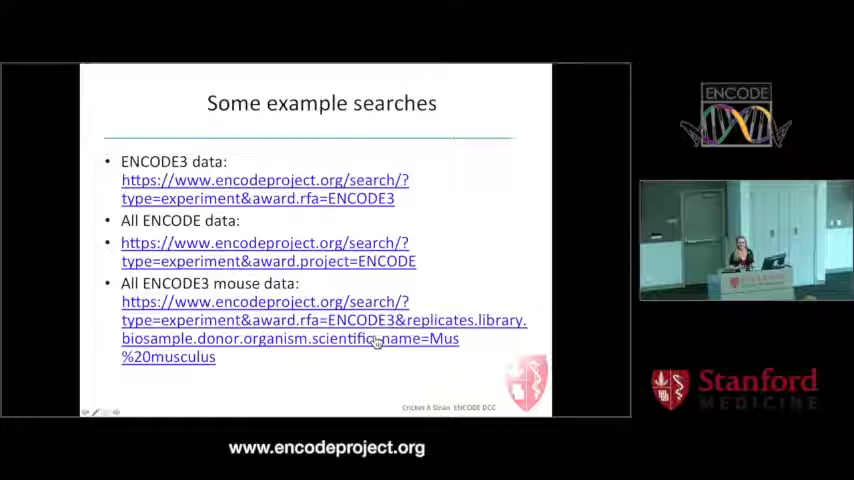 Some example searches
• ENCODE3 data:
https://www.encodeproject.org/search/?
type=experiment&award.rfa=ENCODE3
• All ENCODE data:
• https://www.encodeproject.org/search/?
type=experiment&award.project=ENCODE
• All ENCODE3 mouse data:
https://www.encodeproject.org/search/?
type=experiment&award.rfa=ENCODE3&replicates.library.
biosample.donor.organism.scientific_name=Mus
%20musculus
Cricket A Sloan ENCODE DCC
ENCODE
Stanford
MEDICINE
www.encodeproject.org